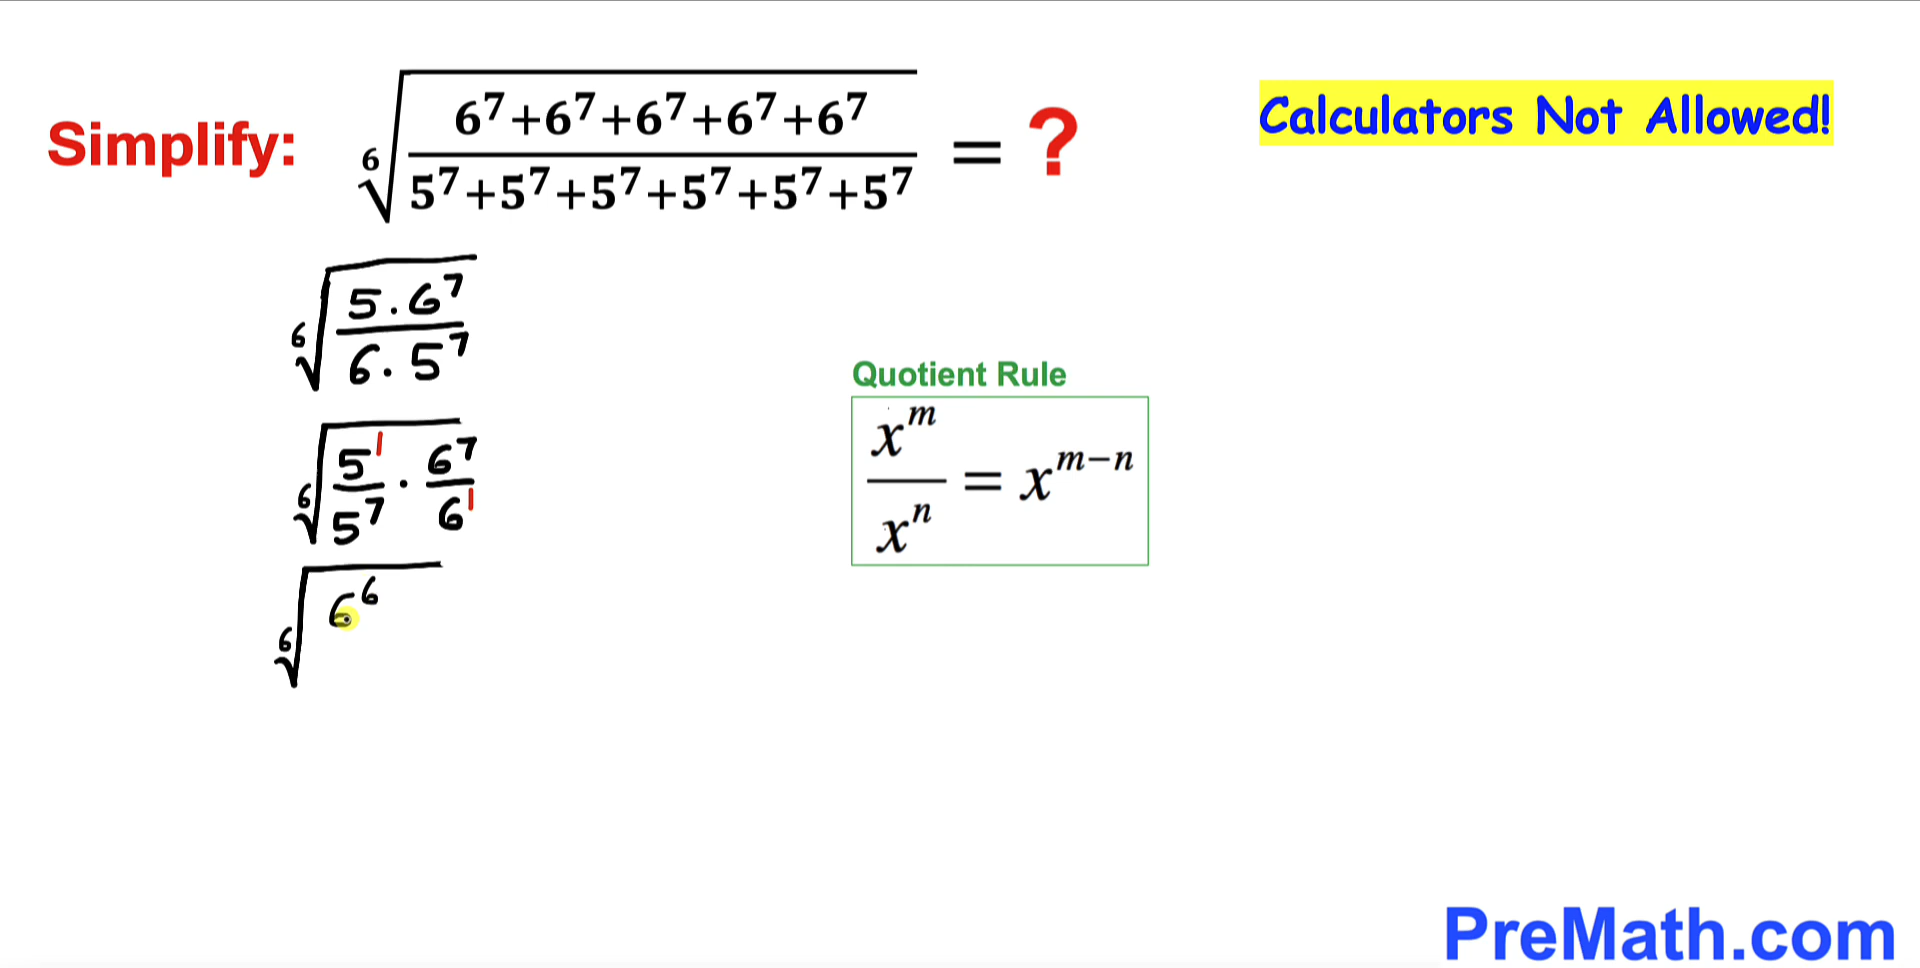 Simplify: ⁶√((6⁷+6⁷+6⁷+6⁷+6⁷)/(5⁷+5⁷+5⁷+5⁷+5⁷+5⁷)) = ?
Calculators Not Allowed!
⁶√((5.6⁷)/(6.5⁷))
Quotient Rule
xᵐ/xⁿ = xᵐ⁻ⁿ
⁶√(5¹/5⁷ · 6⁷/6¹)
⁶√(6⁶
PreMath.com